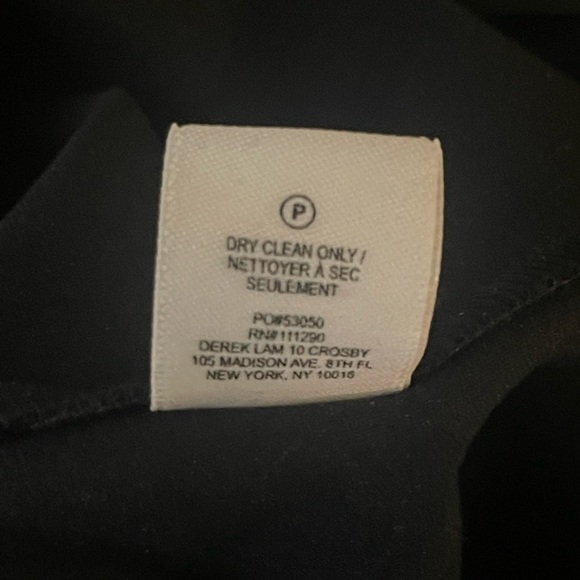 P
DRY CLEAN ONLY /
NETTOYER À SEC
SEULEMENT
PO#53050
RN#111290
DEREK LAM 10 CROSBY
105 MADISON AVE. 8TH FL
NEW YORK, NY 10016